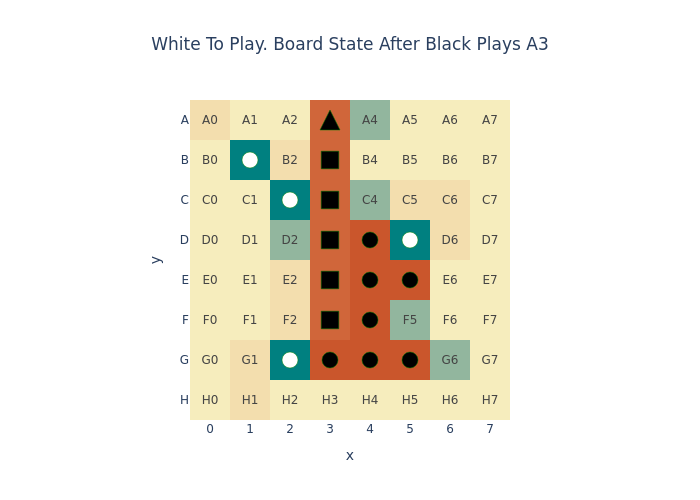 White To Play. Board State After Black Plays A3
A A0 A1 A2 A4 A5 A6 A7
B B0 B2 B4 B5 B6 B7
C C0 C1 C4 C5 C6 C7
D D0 D1 D2 D6 D7
y
E E0 E1 E2 E6 E7
F F0 F1 F2 F5 F6 F7
G G0 G1 G6 G7
H H0 H1 H2 H3 H4 H5 H6 H7
0 1 2 3 4 5 6 7
x